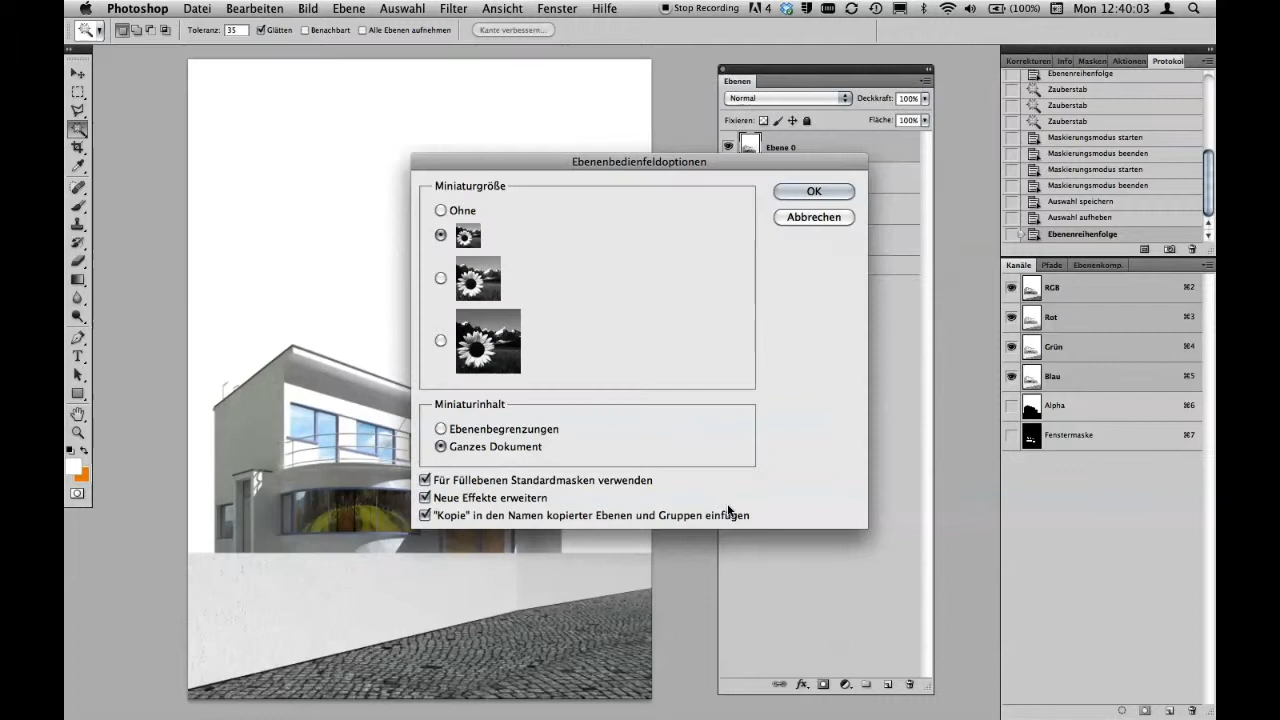 Photoshop Datei Bearbeiten Bild Ebene Auswahl Filter Ansicht Fenster Hilfe Stop Recording 4 (100%) Mon 12:40:03
Toleranz: 35 Glätten Benachbart Alle Ebenen aufnehmen Kante verbessern...
Korrekturen Info Masken Aktionen Protokol
Ebenenreihenfolge
Zauberstab
Zauberstab
Zauberstab
Maskierungsmodus starten
Maskierungsmodus beenden
Maskierungsmodus starten
Maskierungsmodus beenden
Auswahl speichern
Auswahl aufheben
Ebenenreihenfolge
Ebenen
Normal Deckkraft: 100%
Fixieren: Fläche: 100%
Ebene 0
Ebenenbedienfeldoptionen
Miniaturgröße
Ohne
OK
Abbrechen
Miniaturinhalt
Ebenenbegrenzungen
Ganzes Dokument
Für Füllebenen Standardmasken verwenden
Neue Effekte erweitern
"Kopie" in den Namen kopierter Ebenen und Gruppen einfügen
Kanäle Pfade Ebenenkomp.
RGB ⌘2
Rot ⌘3
Grün ⌘4
Blau ⌘5
Alpha ⌘6
Fenstermaske ⌘7